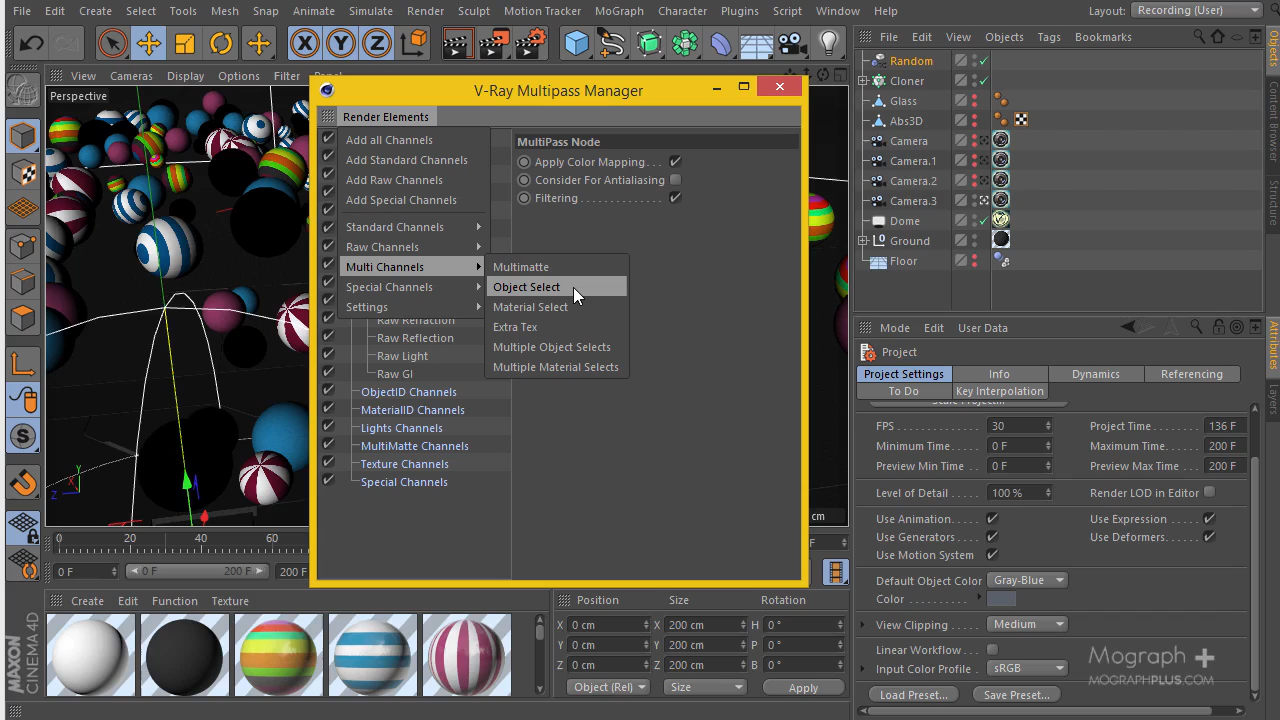 File Edit Create Select Tools Mesh Snap Animate Simulate Render Sculpt Motion Tracker MoGraph Character Plugins Script Window Help Layout: Recording (User)
X Y Z
File Edit View Objects Tags Bookmarks
View Cameras Display Options Filter Panel
Perspective
V-Ray Multipass Manager
Render Elements
Add all Channels
Add Standard Channels
Add Raw Channels
Add Special Channels
Standard Channels
Raw Channels
Multi Channels
Special Channels
Settings
Multimatte
Object Select
Material Select
Extra Tex
Multiple Object Selects
Multiple Material Selects
MultiPass Node
Apply Color Mapping . . .
Consider For Antialiasing
Filtering . . . . . . . . . . . . .
Raw Refraction
Raw Reflection
Raw Light
Raw GI
ObjectID Channels
MaterialID Channels
Lights Channels
MultiMatte Channels
Texture Channels
Special Channels
Random
Cloner
Glass
Abs3D
Camera
Camera.1
Camera.2
Camera.3
Dome
Ground
Floor
Objects
Structure
Attributes
Layers
Mode Edit User Data
Project
Project Settings Info Dynamics Referencing
To Do Key Interpolation
Scale Project...
FPS 30 Project Time 136 F
Minimum Time 0 F Maximum Time 200 F
Preview Min Time 0 F Preview Max Time 200 F
Level of Detail 100 % Render LOD in Editor
Use Animation. . . . . Use Expression. . . . .
Use Generators. . . . Use Deformers. . . . .
Use Motion System
Default Object Color Gray-Blue
Color
View Clipping Medium
Linear Workflow
Input Color Profile sRGB
Load Preset... Save Preset...
Mograph +
MOGRAPHPLUS.COM
Y
Z
cm
0 20 40 60
F
0 F 0 F 200 F 200 F
Create Edit Function Texture
Position Size Rotation
X 0 cm X 200 cm H 0 °
Y 0 cm Y 200 cm P 0 °
Z 0 cm Z 200 cm B 0 °
Object (Rel) Size Apply
MAXON
CINEMA 4D